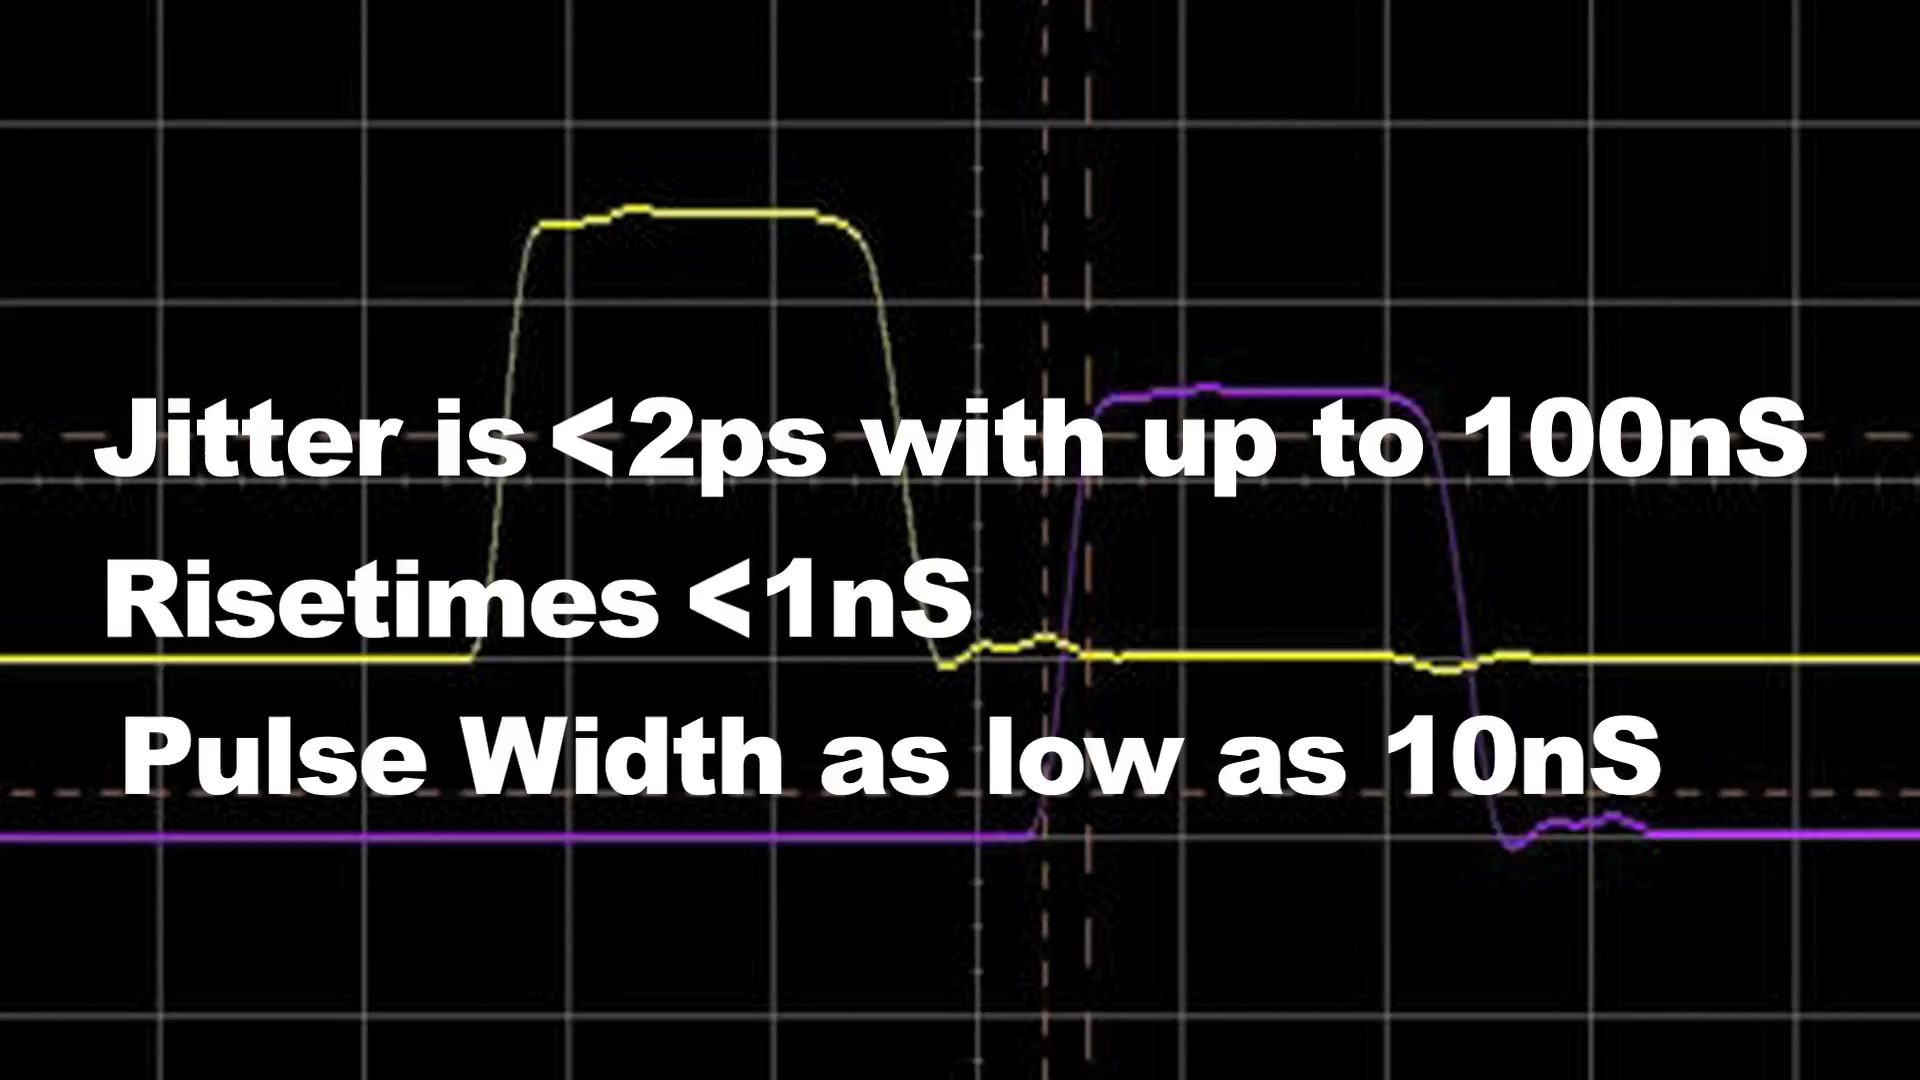 Jitter is <2ps with up to 100nS
Risetimes <1nS
Pulse Width as low as 10nS